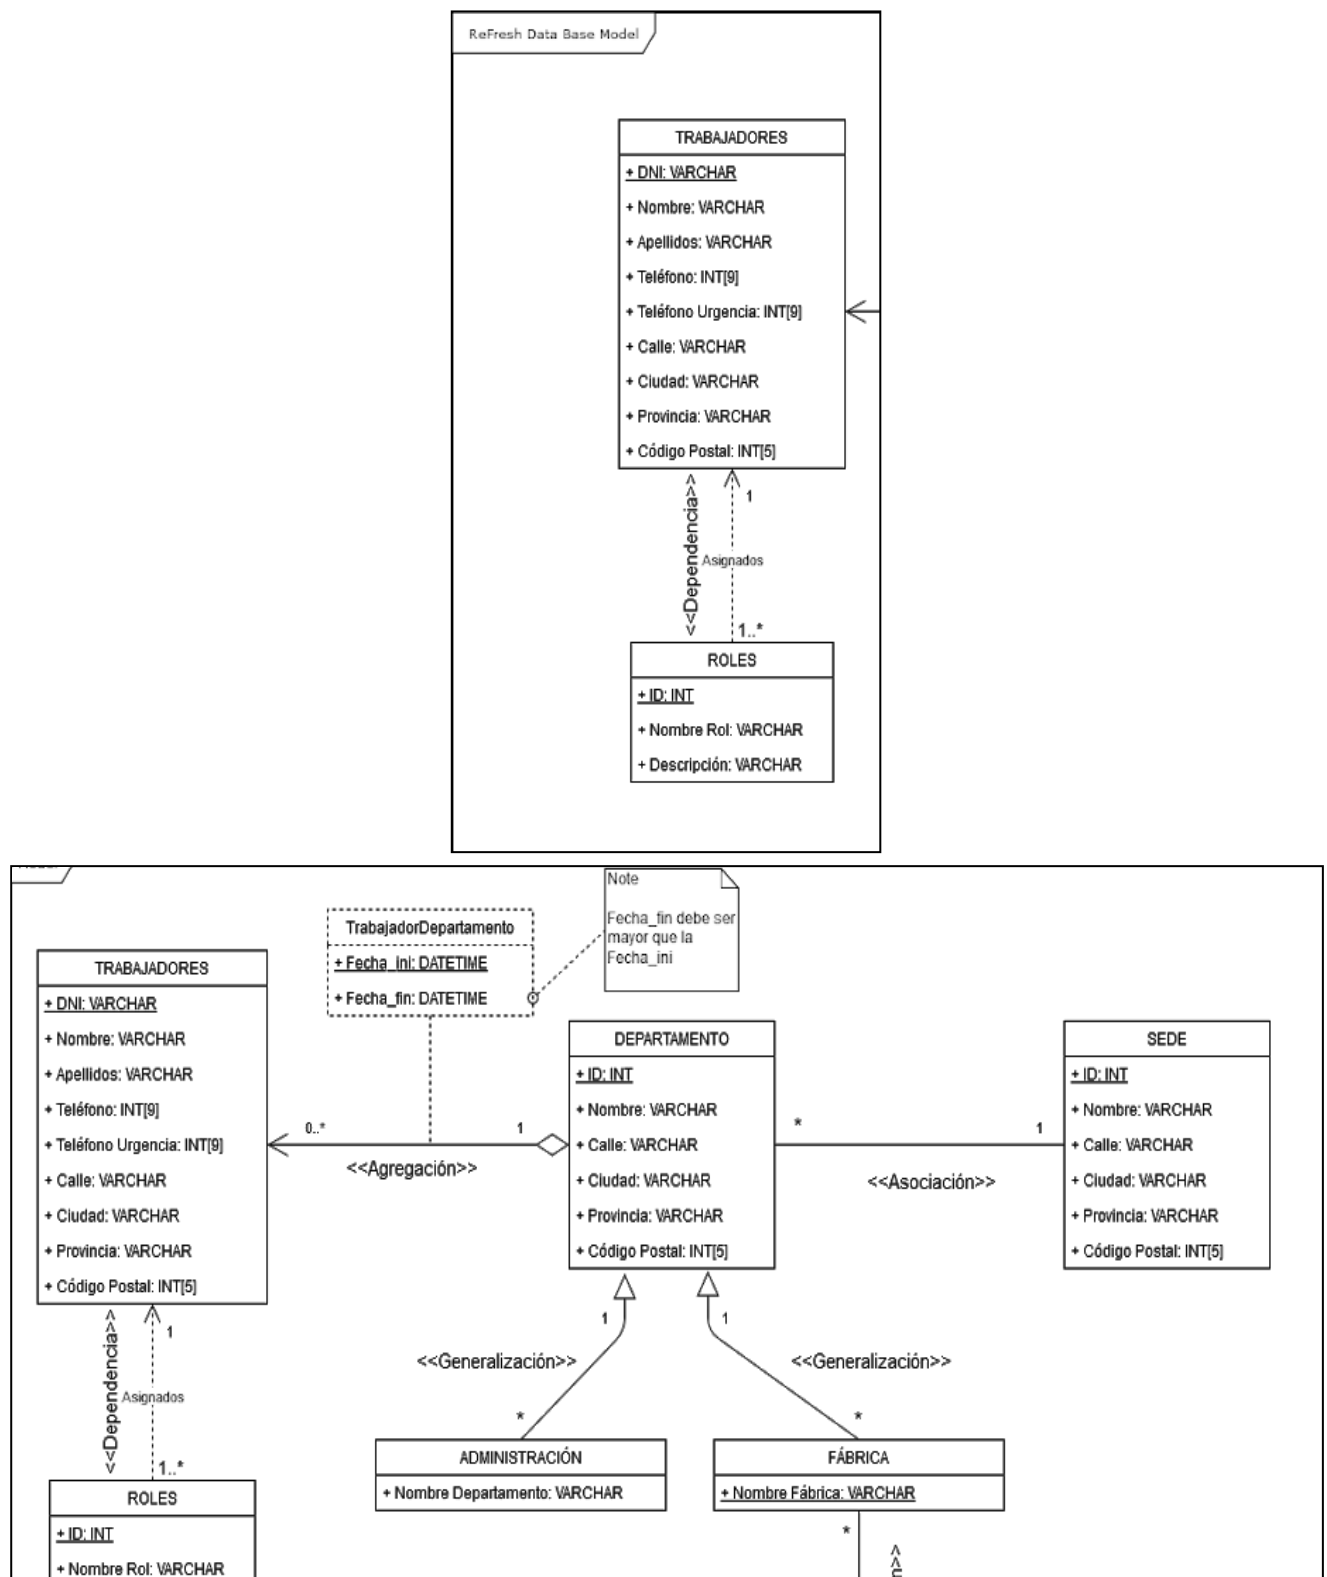 ReFresh Data Base Model
TRABAJADORES
+ DNI: VARCHAR
+ Nombre: VARCHAR
+ Apellidos: VARCHAR
+ Teléfono: INT[9]
+ Teléfono Urgencia: INT[9]
+ Calle: VARCHAR
+ Ciudad: VARCHAR
+ Provincia: VARCHAR
+ Código Postal: INT[5]
<<Dependencia>>
1
Asignados
1..*
ROLES
+ ID: INT
+ Nombre Rol: VARCHAR
+ Descripción: VARCHAR
Note
Fecha_fin debe ser
mayor que la
Fecha_ini
TrabajadorDepartamento
+ Fecha_ini: DATETIME
+ Fecha_fin: DATETIME
TRABAJADORES
+ DNI: VARCHAR
+ Nombre: VARCHAR
+ Apellidos: VARCHAR
+ Teléfono: INT[9]
+ Teléfono Urgencia: INT[9]
+ Calle: VARCHAR
+ Ciudad: VARCHAR
+ Provincia: VARCHAR
+ Código Postal: INT[5]
0..*
1
<<Agregación>>
DEPARTAMENTO
+ ID: INT
+ Nombre: VARCHAR
+ Calle: VARCHAR
+ Ciudad: VARCHAR
+ Provincia: VARCHAR
+ Código Postal: INT[5]
*
1
<<Asociación>>
SEDE
+ ID: INT
+ Nombre: VARCHAR
+ Calle: VARCHAR
+ Ciudad: VARCHAR
+ Provincia: VARCHAR
+ Código Postal: INT[5]
<<Dependencia>>
1
Asignados
1..*
1
<<Generalización>>
*
1
<<Generalización>>
*
ADMINISTRACIÓN
+ Nombre Departamento: VARCHAR
FÁBRICA
+ Nombre Fábrica: VARCHAR
*
ROLES
+ ID: INT
+ Nombre Rol: VARCHAR